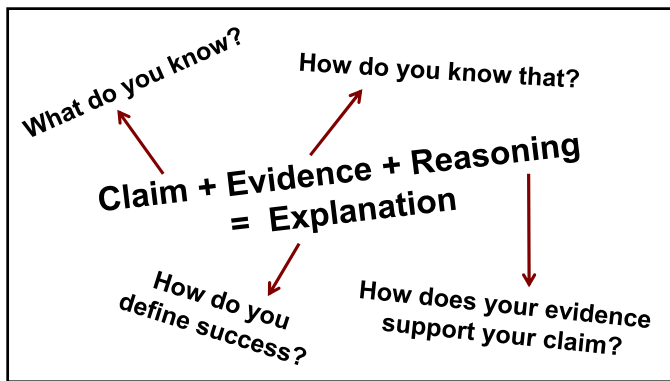 What do you know?
How do you know that?
Claim + Evidence + Reasoning
= Explanation
How do you
define success?
How does your evidence
support your claim?